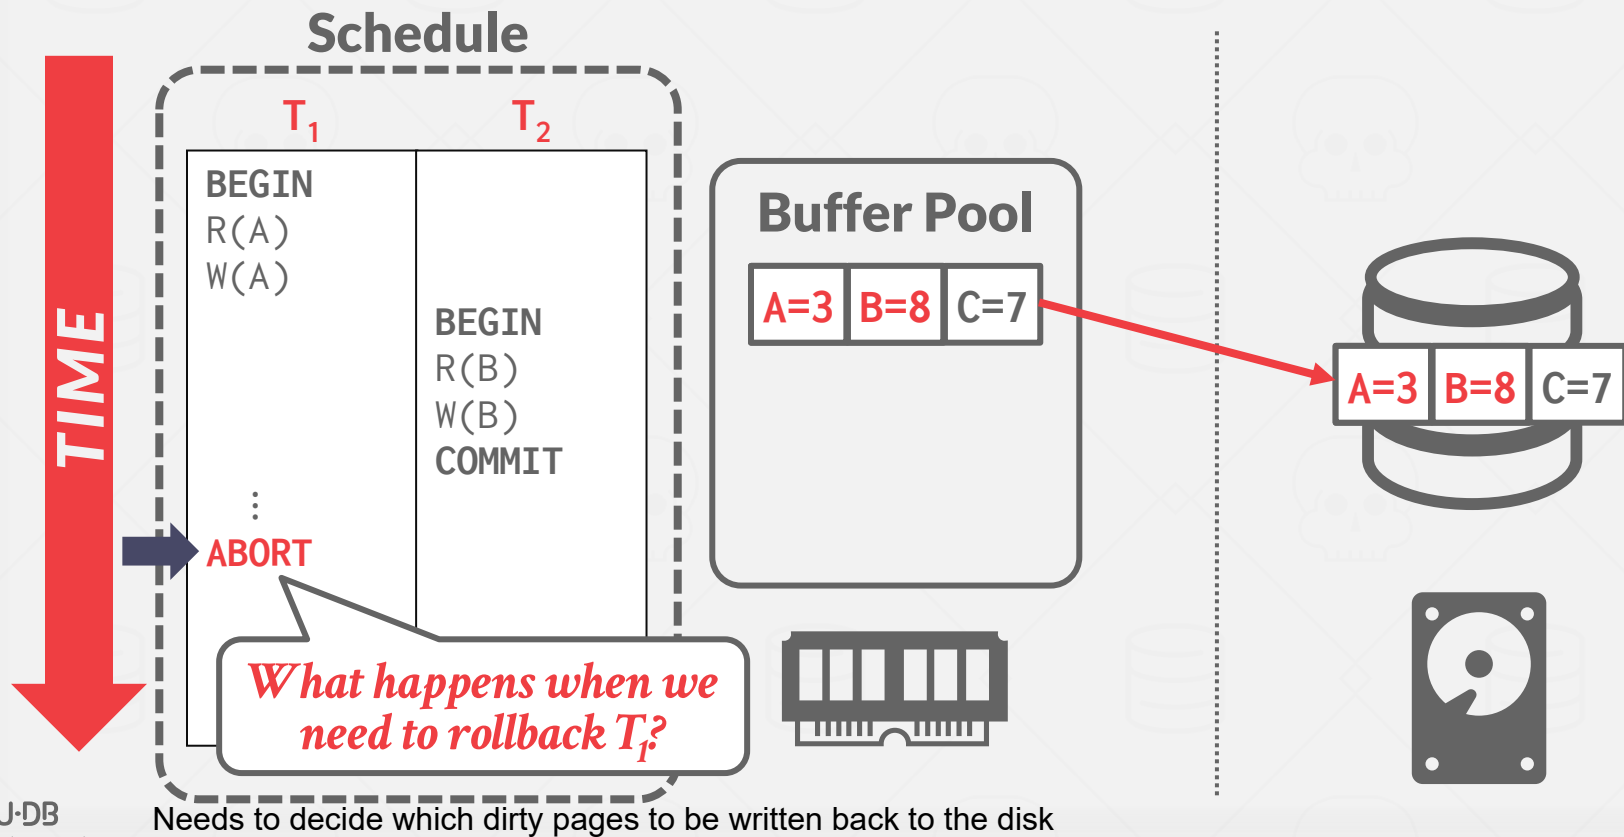 Schedule
TIME
T₁ T₂
BEGIN
R(A)
W(A)
BEGIN
R(B)
W(B)
COMMIT
⋮
ABORT
What happens when we
need to rollback T₁?
Buffer Pool
A=3 B=8 C=7
A=3 B=8 C=7
U·DB
Needs to decide which dirty pages to be written back to the disk